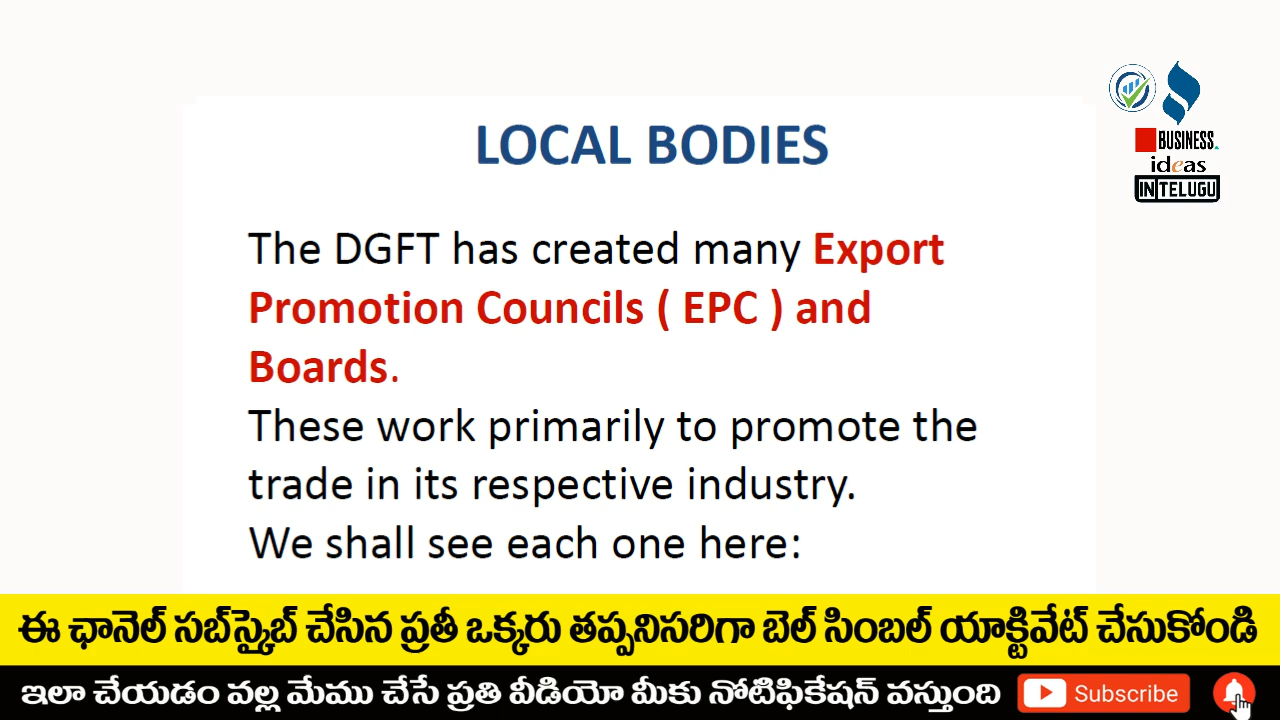 LOCAL BODIES
BUSINESS
ideas
IN TELUGU
The DGFT has created many Export
Promotion Councils ( EPC ) and
Boards.
These work primarily to promote the
trade in its respective industry.
We shall see each one here:
ఈ ఛానెల్ సబ్‌స్క్రైబ్ చేసిన ప్రతీ ఒక్కరు తప్పనిసరిగా బెల్ సింబల్ యాక్టివేట్ చేసుకోండి
ఇలా చేయడం వల్ల మేము చేసే ప్రతి వీడియో మీకు నోటిఫికేషన్ వస్తుంది Subscribe